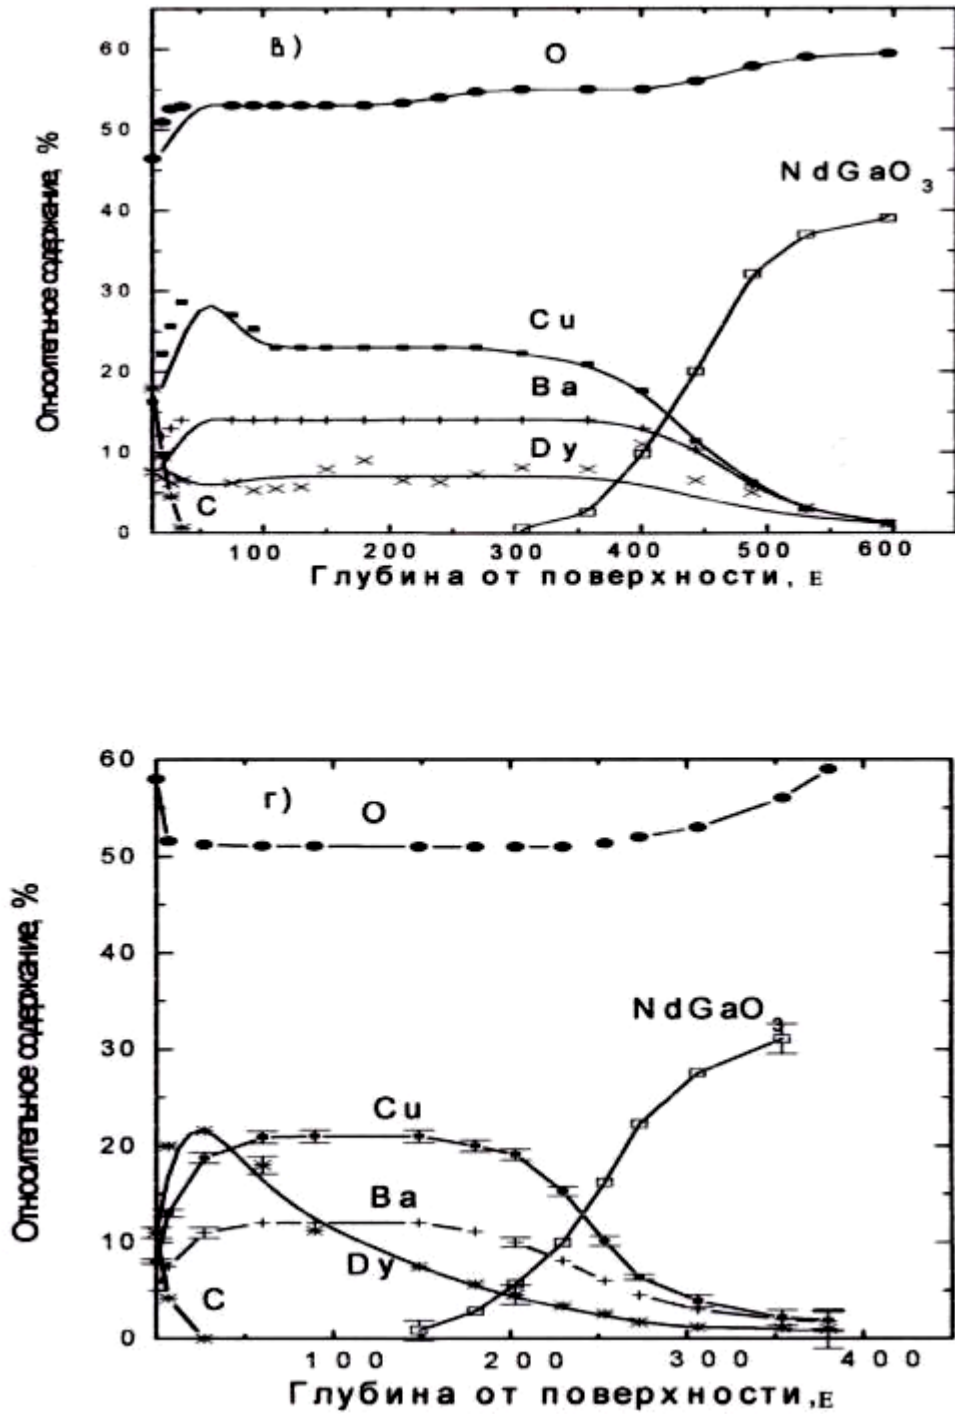 в)
O
60
50
40
30
20
10
0
Относительное содержание, %
NdGaO3
Cu
Ba
Dy
C
100 200 300 400 500 600
Глубина от поверхности, E
г)
O
60
50
40
30
20
10
0
Относительное содержание, %
NdGaO3
Cu
Ba
Dy
C
100 200 300 400
Глубина от поверхности, E